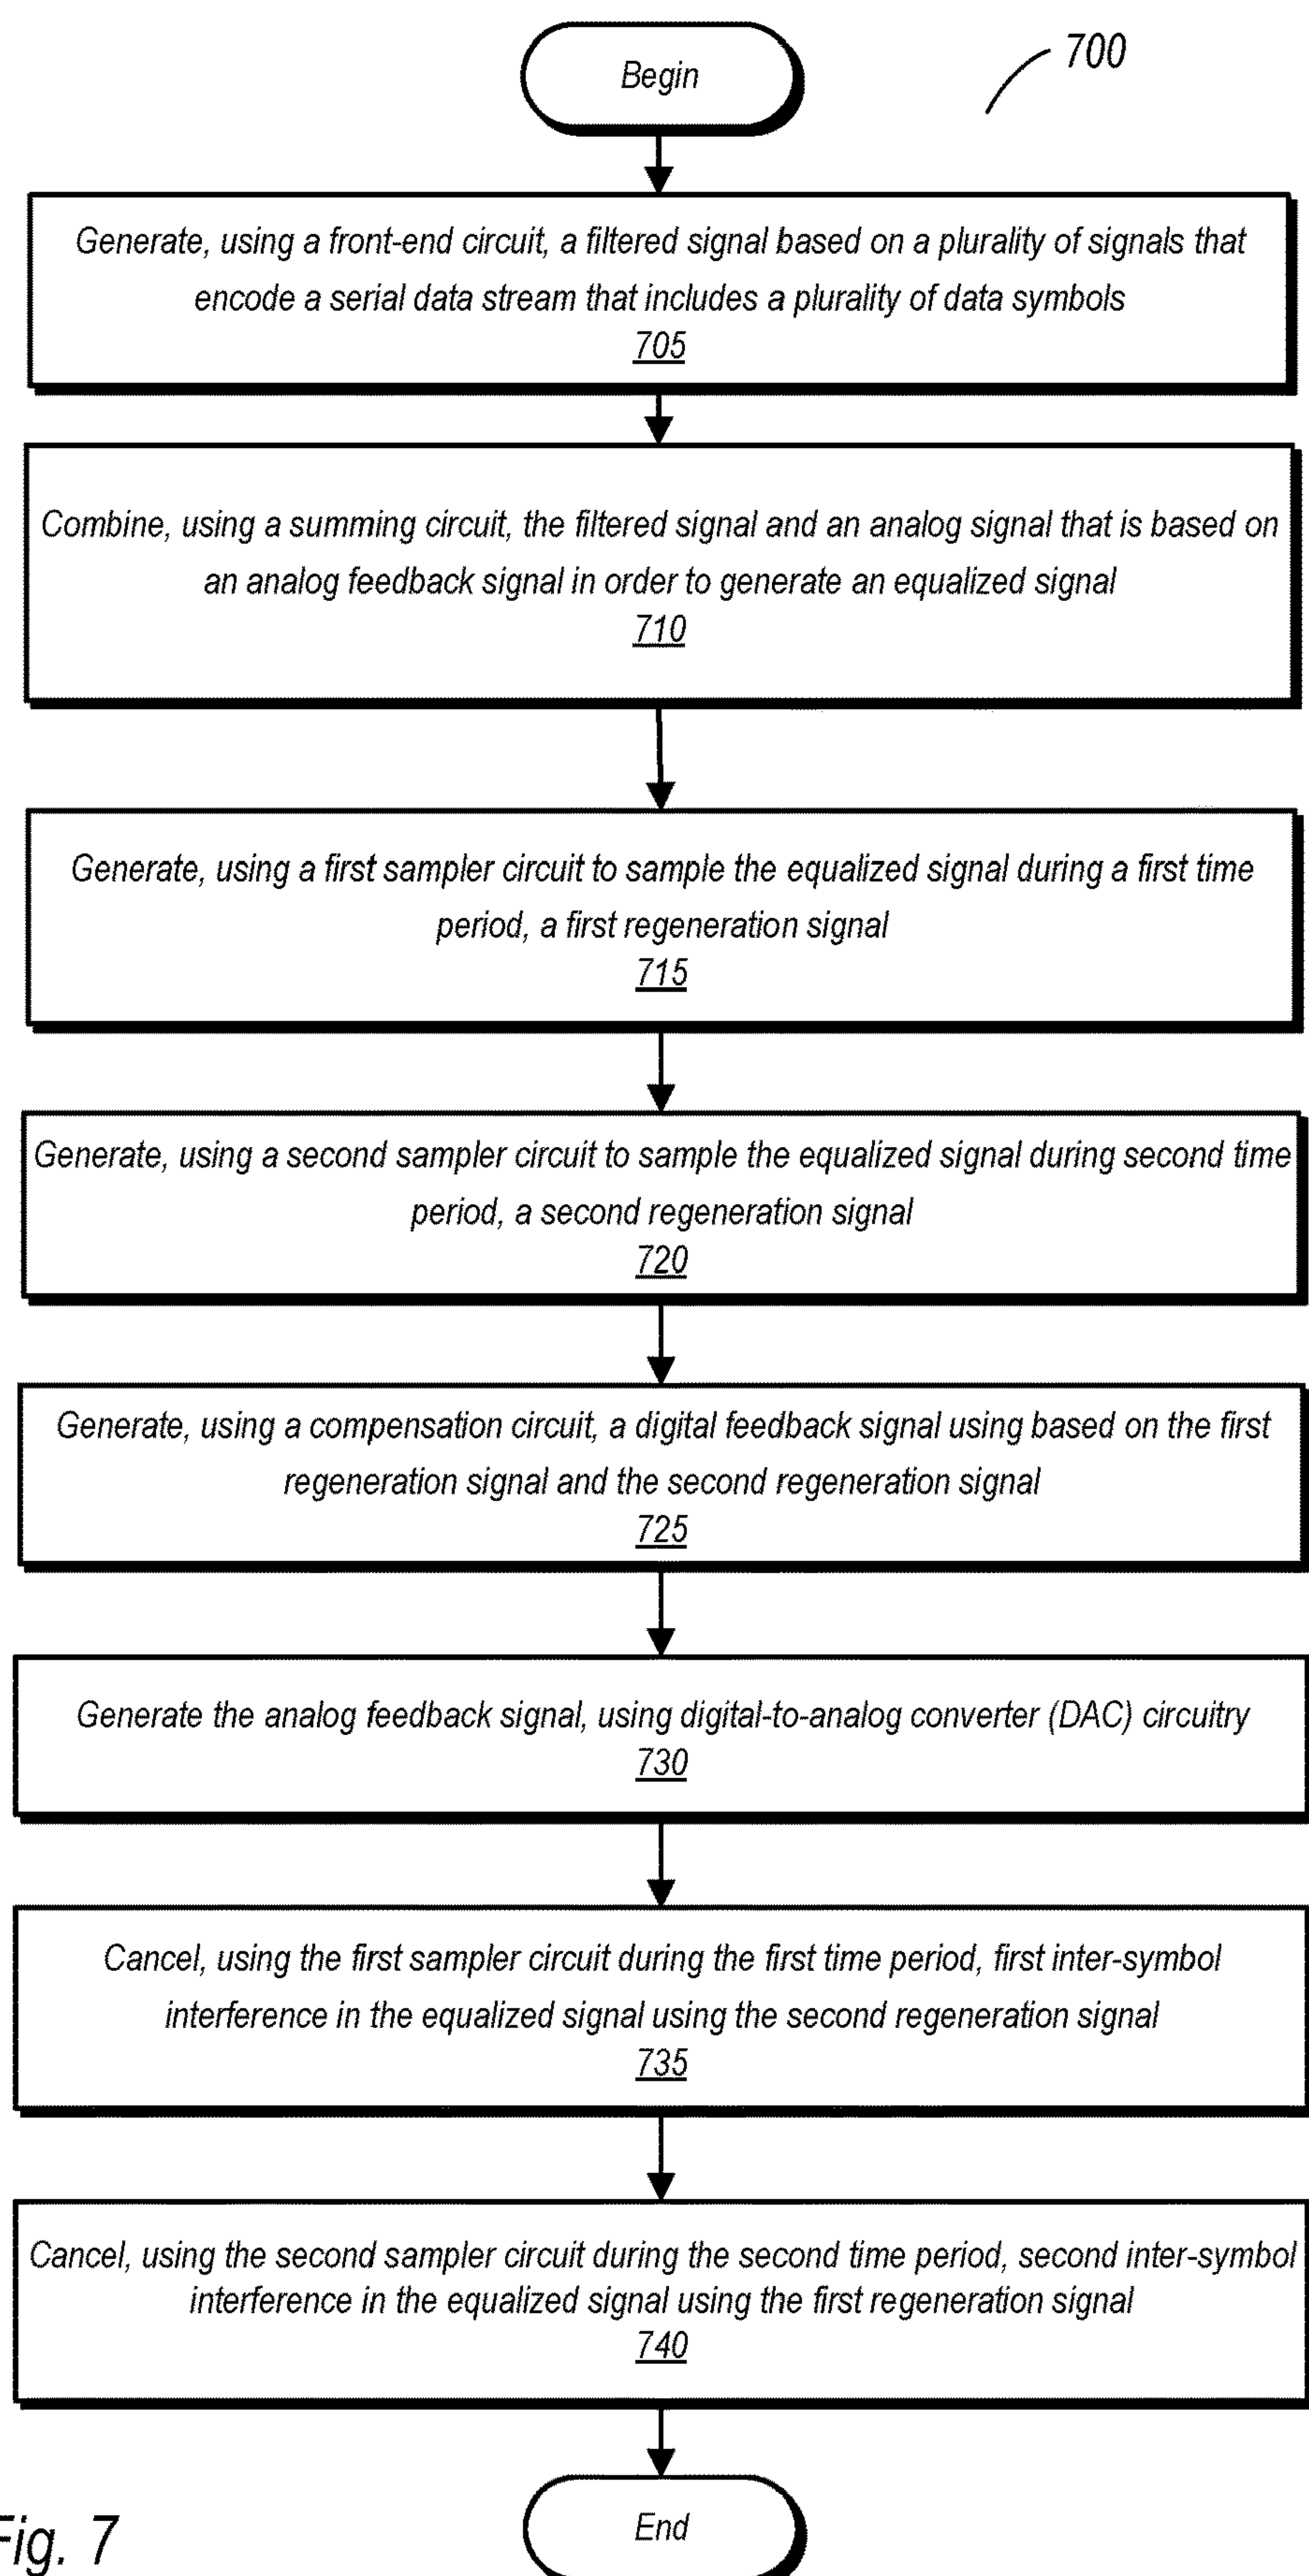 Begin
700
Generate, using a front-end circuit, a filtered signal based on a plurality of signals that
encode a serial data stream that includes a plurality of data symbols
705
Combine, using a summing circuit, the filtered signal and an analog signal that is based on
an analog feedback signal in order to generate an equalized signal
710
Generate, using a first sampler circuit to sample the equalized signal during a first time
period, a first regeneration signal
715
Generate, using a second sampler circuit to sample the equalized signal during second time
period, a second regeneration signal
720
Generate, using a compensation circuit, a digital feedback signal using based on the first
regeneration signal and the second regeneration signal
725
Generate the analog feedback signal, using digital-to-analog converter (DAC) circuitry
730
Cancel, using the first sampler circuit during the first time period, first inter-symbol
interference in the equalized signal using the second regeneration signal
735
Cancel, using the second sampler circuit during the second time period, second inter-symbol
interference in the equalized signal using the first regeneration signal
740
End
Fig. 7